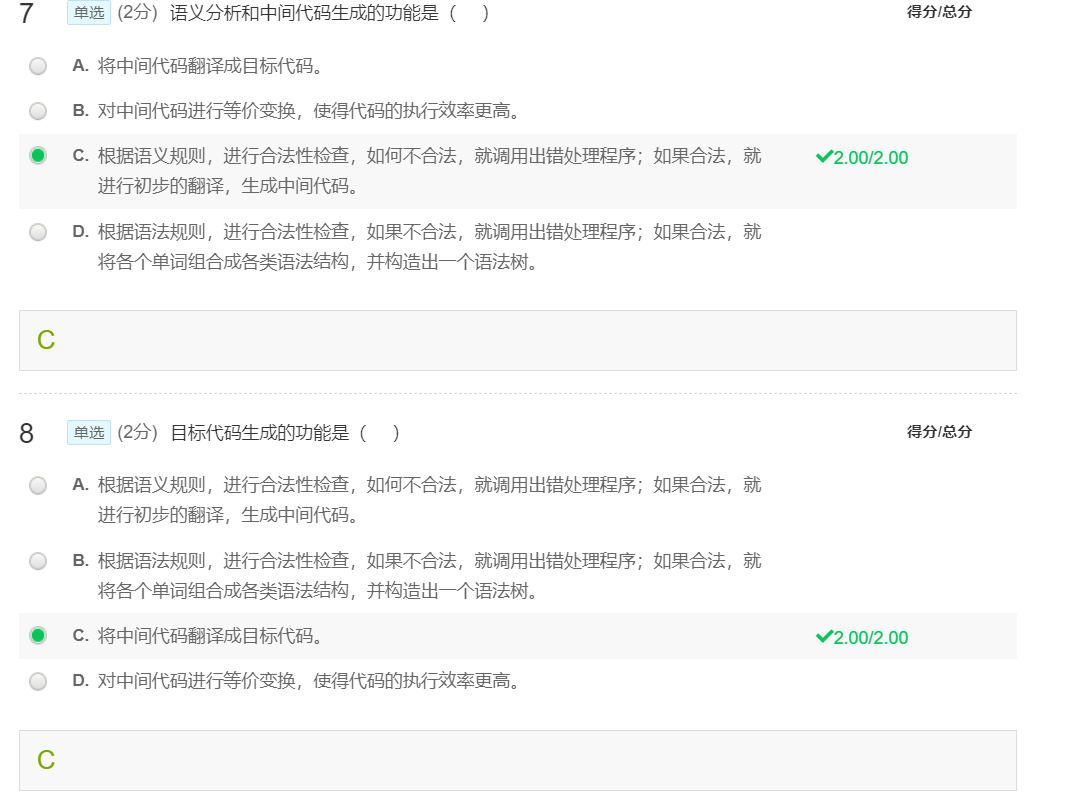 7 单选 (2分) 语义分析和中间代码生成的功能是（ ） 得分/总分
A. 将中间代码翻译成目标代码。
B. 对中间代码进行等价变换，使得代码的执行效率更高。
C. 根据语义规则，进行合法性检查，如何不合法，就调用出错处理程序；如果合法，就 2.00/2.00
进行初步的翻译，生成中间代码。
D. 根据语法规则，进行合法性检查，如果不合法，就调用出错处理程序；如果合法，就
将各个单词组合成各类语法结构，并构造出一个语法树。
C
8 单选 (2分) 目标代码生成的功能是（ ） 得分/总分
A. 根据语义规则，进行合法性检查，如何不合法，就调用出错处理程序；如果合法，就
进行初步的翻译，生成中间代码。
B. 根据语法规则，进行合法性检查，如果不合法，就调用出错处理程序；如果合法，就
将各个单词组合成各类语法结构，并构造出一个语法树。
C. 将中间代码翻译成目标代码。 2.00/2.00
D. 对中间代码进行等价变换，使得代码的执行效率更高。
C